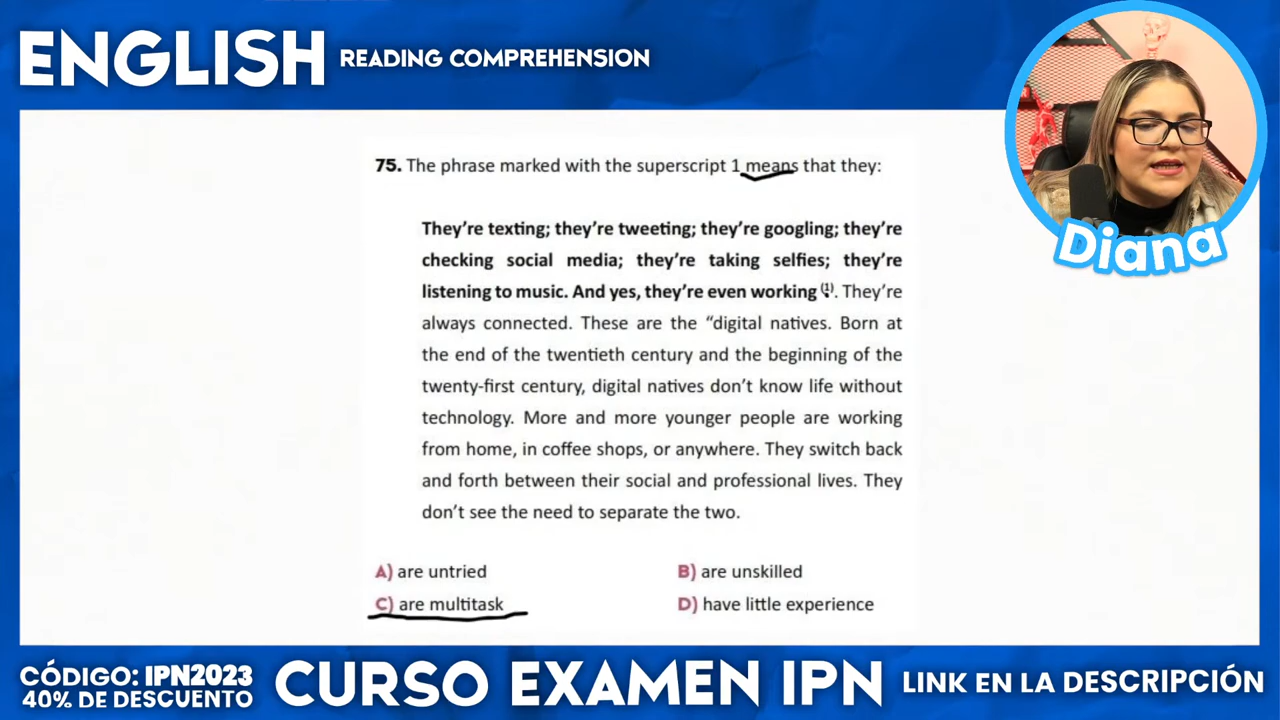 ENGLISH READING COMPREHENSION
Diana
75. The phrase marked with the superscript 1 means that they:
They’re texting; they’re tweeting; they’re googling; they’re
checking social media; they’re taking selfies; they’re
listening to music. And yes, they’re even working (1). They’re
always connected. These are the “digital natives. Born at
the end of the twentieth century and the beginning of the
twenty-first century, digital natives don’t know life without
technology. More and more younger people are working
from home, in coffee shops, or anywhere. They switch back
and forth between their social and professional lives. They
don’t see the need to separate the two.
A) are untried
B) are unskilled
C) are multitask
D) have little experience
CÓDIGO: IPN2023
40% DE DESCUENTO
CURSO EXAMEN IPN
LINK EN LA DESCRIPCIÓN